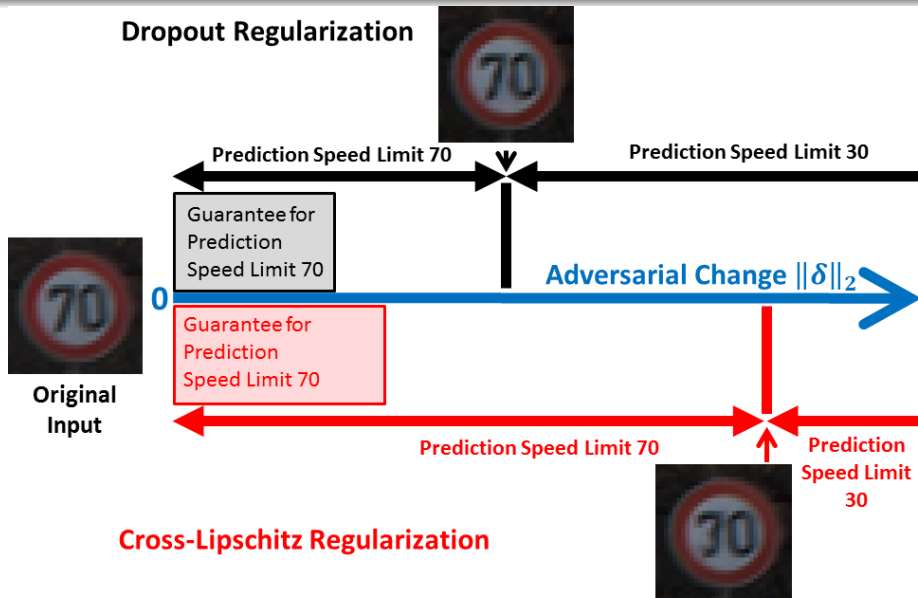 Dropout Regularization
70
Prediction Speed Limit 70
Prediction Speed Limit 30
Guarantee for
Prediction
Speed Limit 70
70
0
Adversarial Change ‖δ‖₂
Guarantee for
Prediction
Speed Limit 70
Original
Input
Prediction Speed Limit 70
Prediction
Speed Limit
30
Cross-Lipschitz Regularization